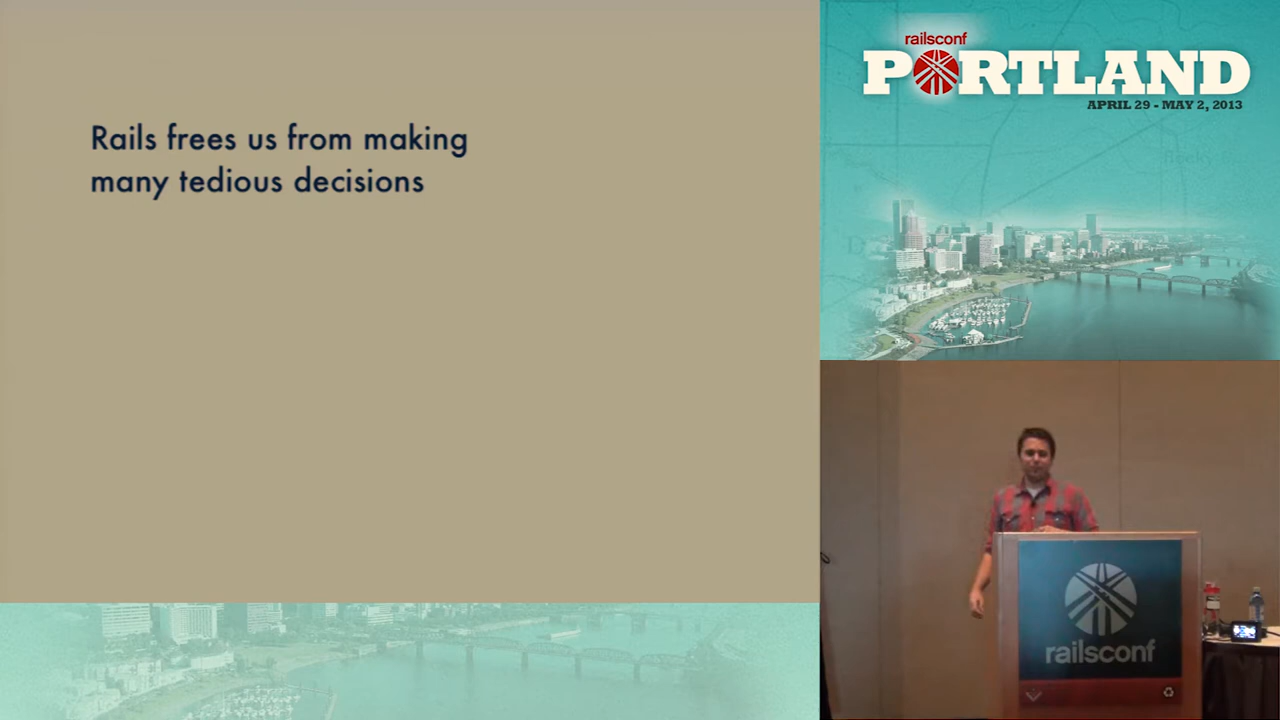 Rails frees us from making
many tedious decisions
railsconf
PORTLAND
APRIL 29 - MAY 2, 2013
railsconf